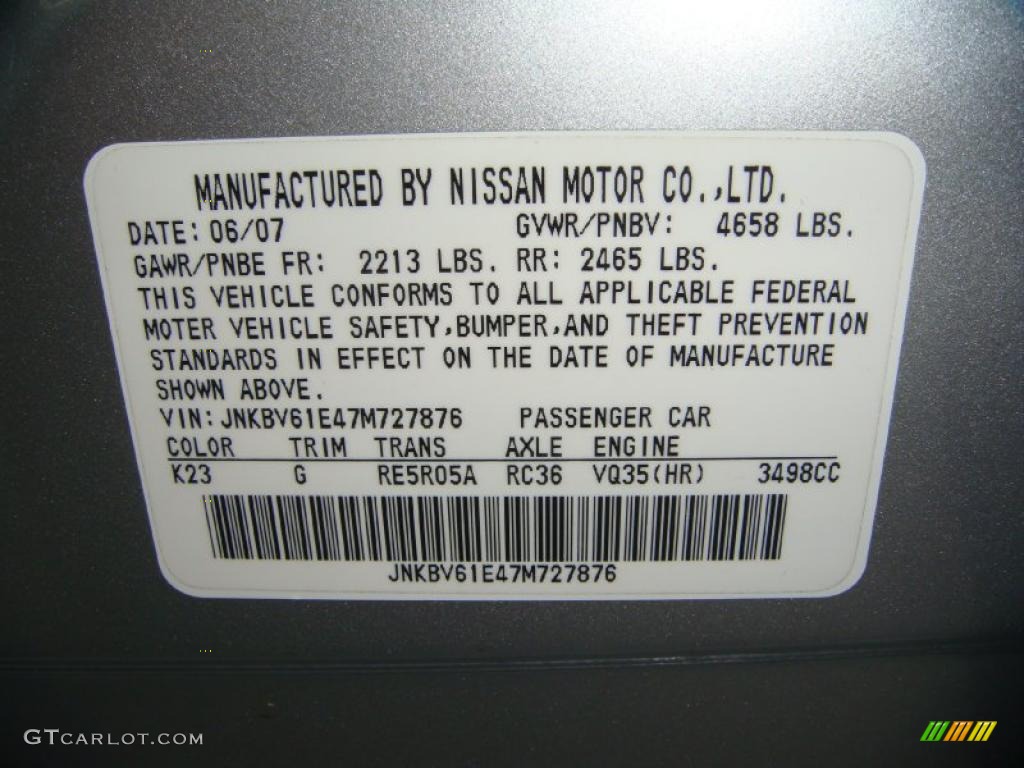 MANUFACTURED BY NISSAN MOTOR CO.,LTD.
DATE: 06/07 GVWR/PNBV: 4658 LBS.
GAWR/PNBE FR: 2213 LBS. RR: 2465 LBS.
THIS VEHICLE CONFORMS TO ALL APPLICABLE FEDERAL
MOTER VEHICLE SAFETY,BUMPER,AND THEFT PREVENTION
STANDARDS IN EFFECT ON THE DATE OF MANUFACTURE
SHOWN ABOVE.
VIN: JNKBV61E47M727876 PASSENGER CAR
COLOR TRIM TRANS AXLE ENGINE
K23 G RE5R05A RC36 VQ35(HR) 3498CC
JNKBV61E47M727876
GTCARLOT.COM